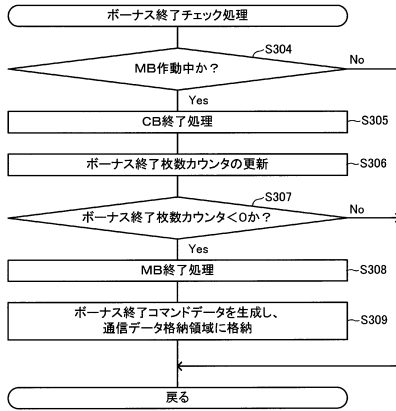 ボーナス終了チェック処理
S304
MB作動中か？
No
Yes
CB終了処理
S305
ボーナス終了枚数カウンタの更新
S306
S307
ボーナス終了枚数カウンタ<0か？
No
Yes
MB終了処理
S308
ボーナス終了コマンドデータを生成し、
通信データ格納領域に格納
S309
戻る